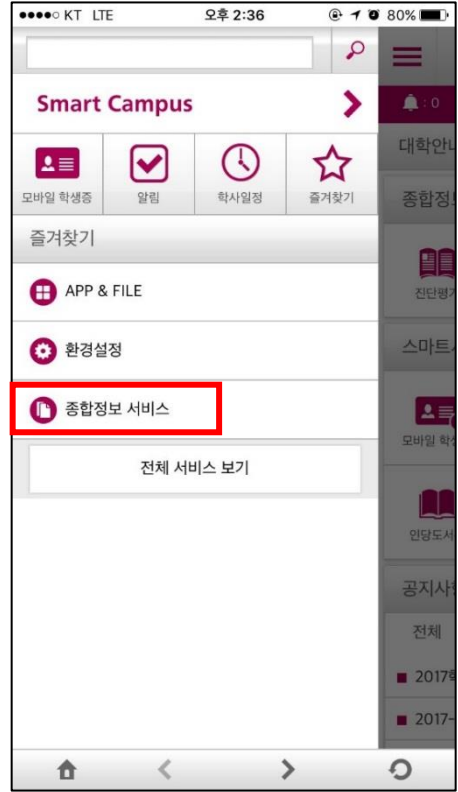 KT LTE 오후 2:36 80%
Smart Campus
모바일 학생증 알림 학사일정 즐겨찾기
즐겨찾기
APP & FILE
환경설정
종합정보 서비스
전체 서비스 보기
: 0
대학안
종합정
진단평
스마트
모바일 학
인당도서
공지사
전체
2017학
2017-